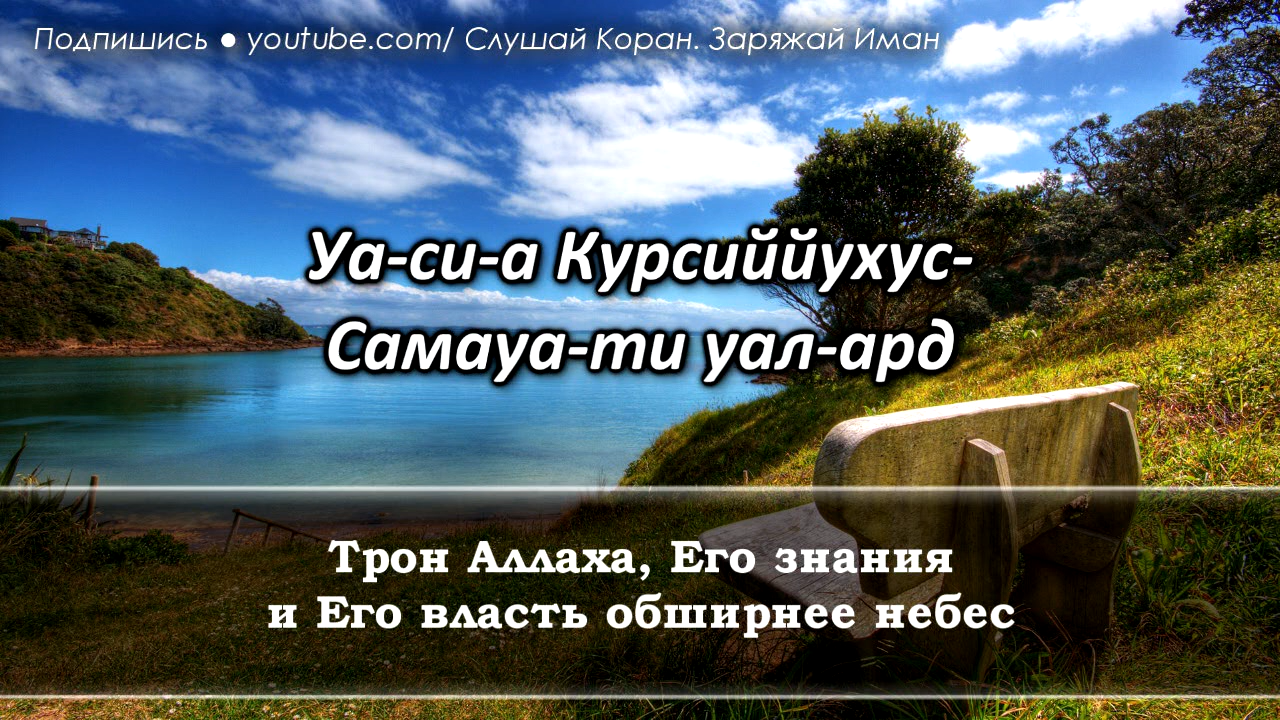 Подпишись ● youtube.com/ Слушай Коран. Заряжай Иман
Уа-си-а Курсиййухус-
Самауа-ти уал-ард
Трон Аллаха, Его знания
и Его власть обширнее небес